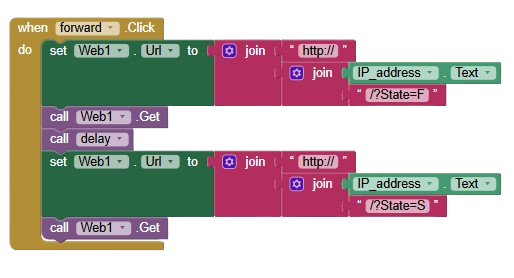 when forward .Click
do set Web1 . Url to join " http:// "
join IP_address . Text
" /?State=F "
call Web1 .Get
call delay
set Web1 . Url to join " http:// "
join IP_address . Text
" /?State=S "
call Web1 .Get